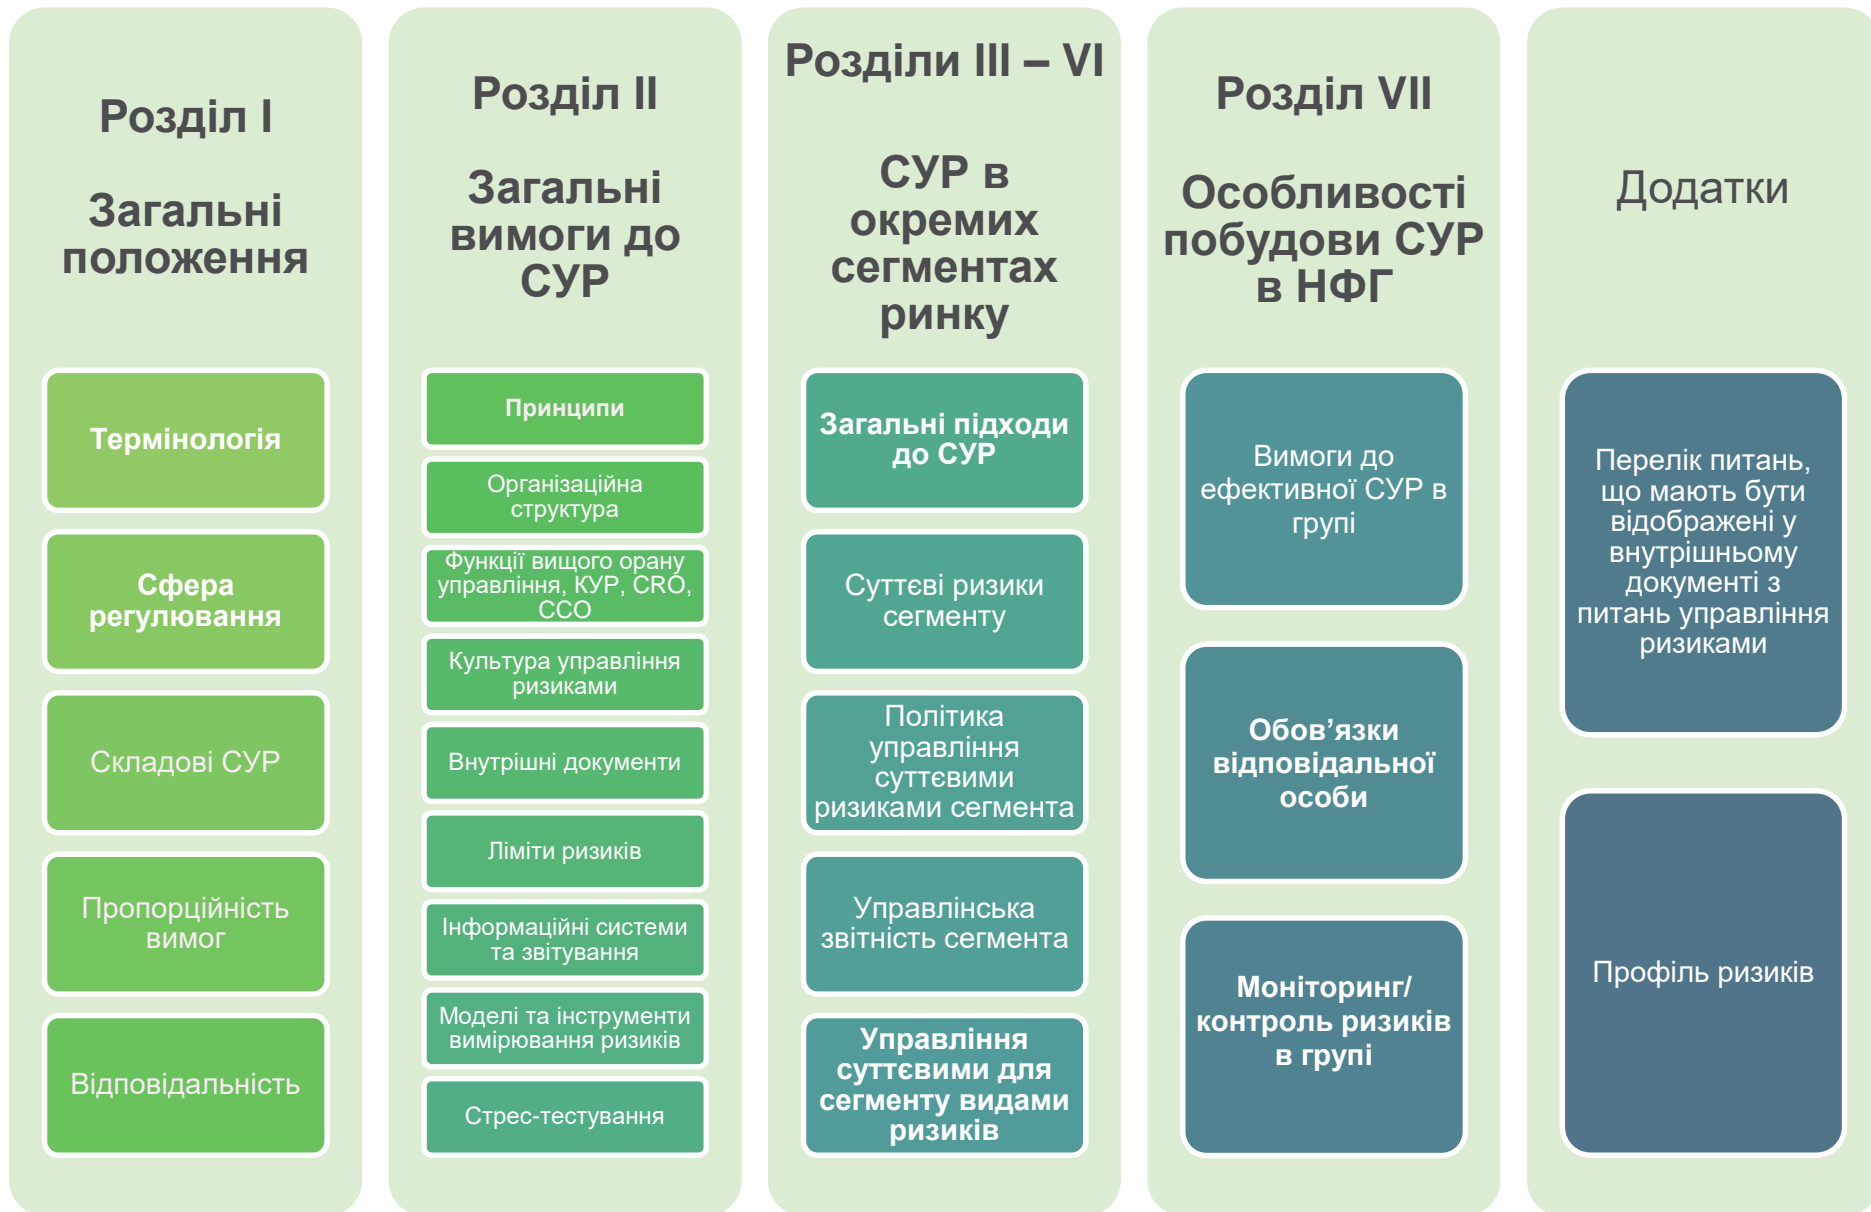 Розділ I
Загальні
положення
Термінологія
Сфера
регулювання
Складові СУР
Пропорційність
вимог
Відповідальність
Розділ II
Загальні
вимоги до
СУР
Принципи
Організаційна
структура
Функції вищого орану
управління, КУР, CRO,
ССО
Культура управління
ризиками
Внутрішні документи
Ліміти ризиків
Інформаційні системи
та звітування
Моделі та інструменти
вимірювання ризиків
Стрес-тестування
Розділи III – VI
СУР в
окремих
сегментах
ринку
Загальні підходи
до СУР
Суттєві ризики
сегменту
Політика
управління
суттєвими
ризиками сегмента
Управлінська
звітність сегмента
Управління
суттєвими для
сегменту видами
ризиків
Розділ VII
Особливості
побудови СУР
в НФГ
Вимоги до
ефективної СУР в
групі
Обов’язки
відповідальної
особи
Моніторинг/
контроль ризиків
в групі
Додатки
Перелік питань,
що мають бути
відображені у
внутрішньому
документі з
питань управління
ризиками
Профіль ризиків